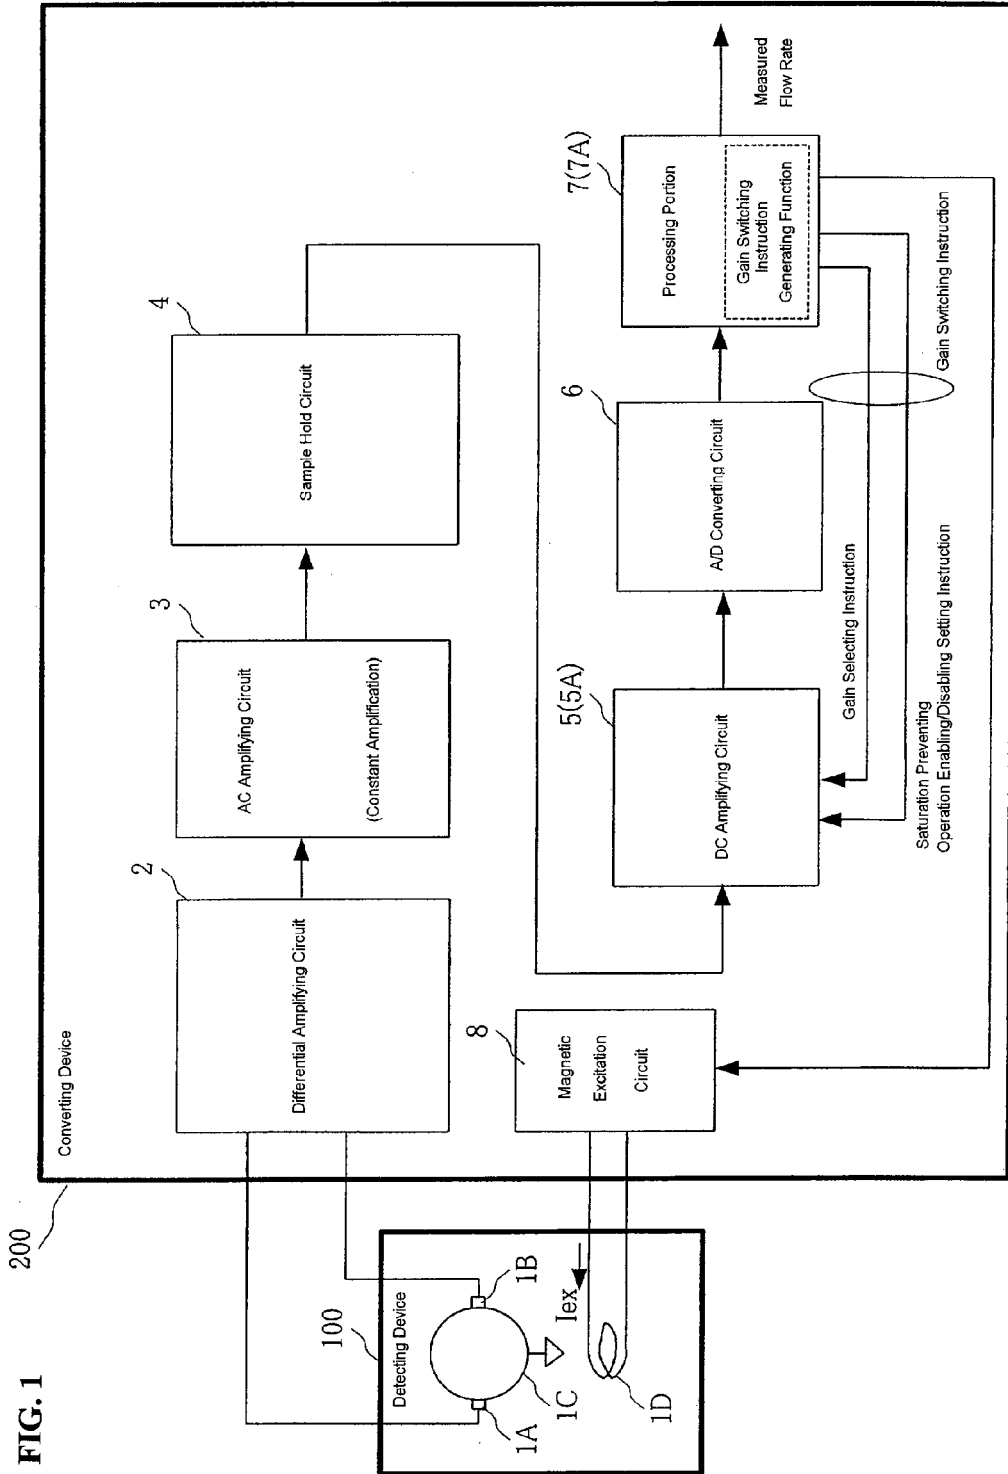 FIG. 1
200
Converting Device
100
Detecting Device
1A
1B
1C
1D
Iex
2
Differential Amplifying Circuit
3
AC Amplifying Circuit
(Constant Amplification)
4
Sample Hold Circuit
8
Magnetic
Excitation
Circuit
5(5A)
DC Amplifying Circuit
6
A/D Converting Circuit
7(7A)
Processing Portion
Gain Switching
Instruction
Generating Function
Measured
Flow Rate
Gain Selecting Instruction
Saturation Preventing
Operation Enabling/Disabling Setting Instruction
Gain Switching Instruction